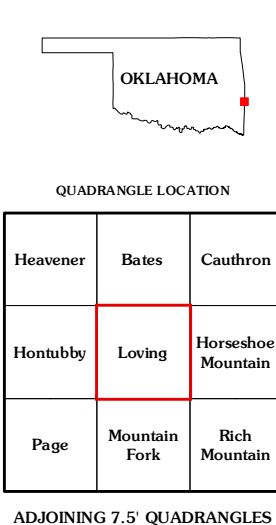 OKLAHOMA
QUADRANGLE LOCATION
Heavener
Bates
Cauthron
Hontubby
Loving
Horseshoe
Mountain
Page
Mountain
Fork
Rich
Mountain
ADJOINING 7.5' QUADRANGLES